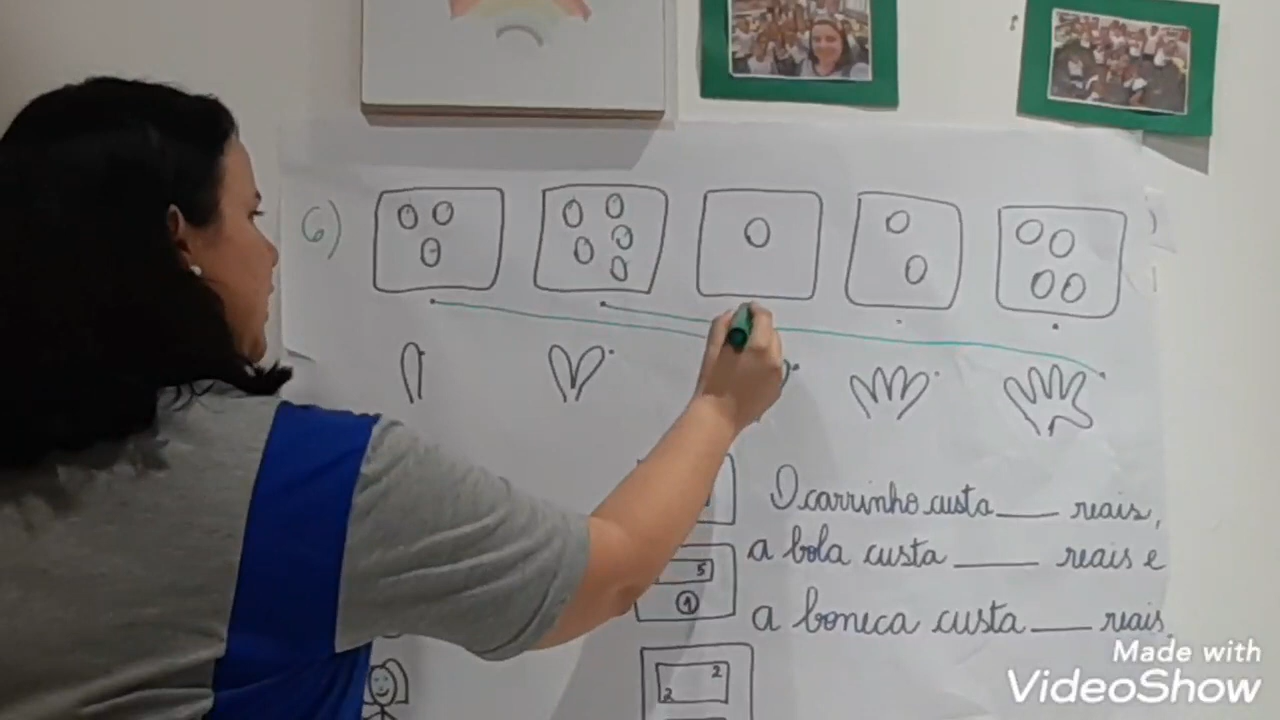 6)
O carrinho custa ____ reais,
a bola custa ____ reais e
5
1
a boneca custa ____ reais.
2
2
Made with
VideoShow